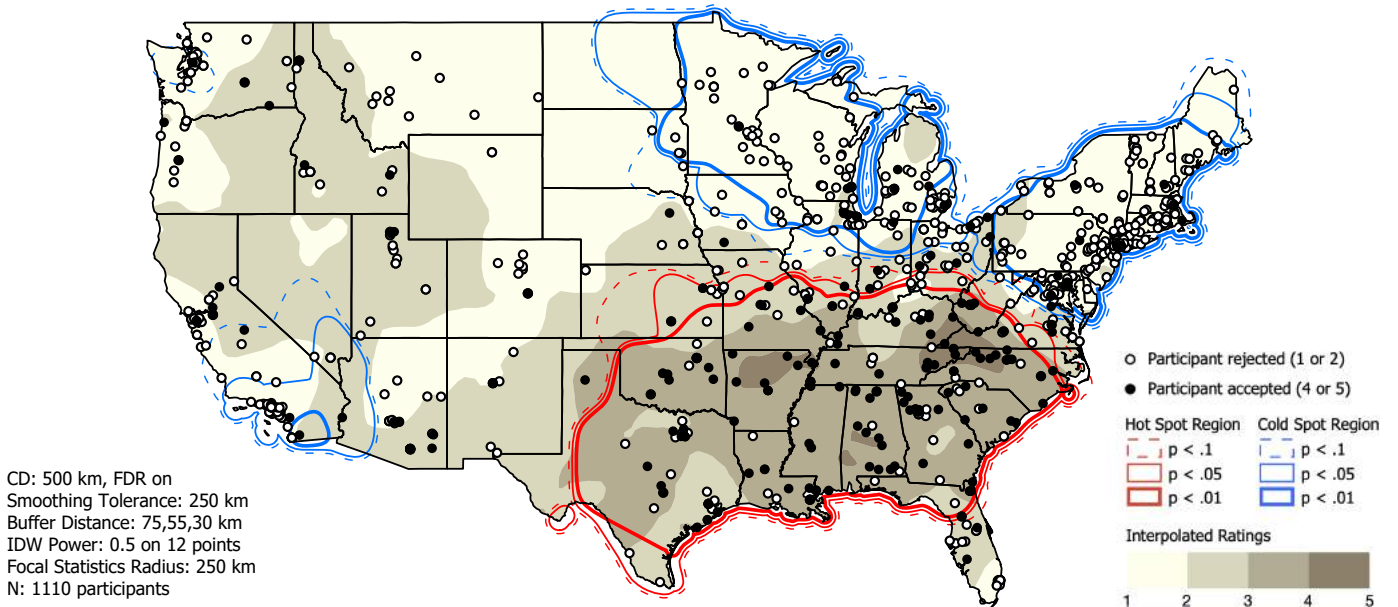 CD: 500 km, FDR on
Smoothing Tolerance: 250 km
Buffer Distance: 75,55,30 km
IDW Power: 0.5 on 12 points
Focal Statistics Radius: 250 km
N: 1110 participants
Participant rejected (1 or 2)
Participant accepted (4 or 5)
Hot Spot Region Cold Spot Region
p < .1 p < .1
p < .05 p < .05
p < .01 p < .01
Interpolated Ratings
1 2 3 4 5